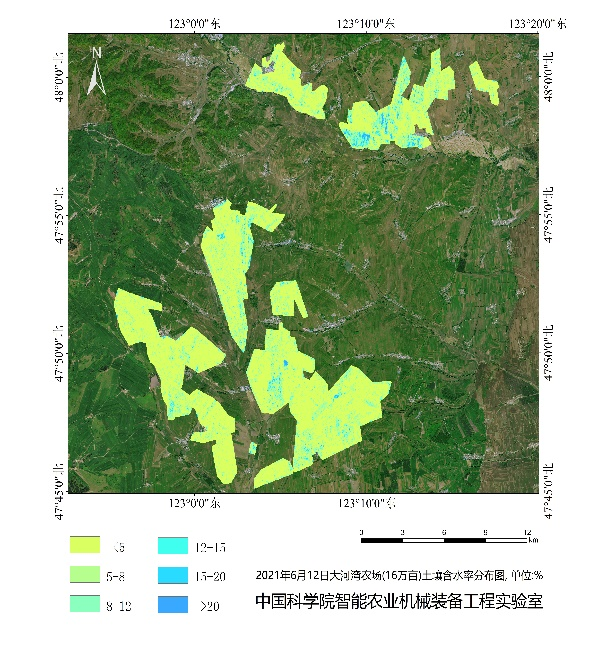 123°0'0"东 123°10'0"东 123°20'0"东
N
48°0'0"北 48°0'0"北
47°55'0"北 47°55'0"北
47°50'0"北 47°50'0"北
47°45'0"北 47°45'0"北
123°0'0"东 123°10'0"东
0 3 6 9 12
km
<5 12-15
5-8 15-20
8-12 >20
2021年6月12日大河湾农场(16万亩)土壤含水率分布图, 单位:%
中国科学院智能农业机械装备工程实验室